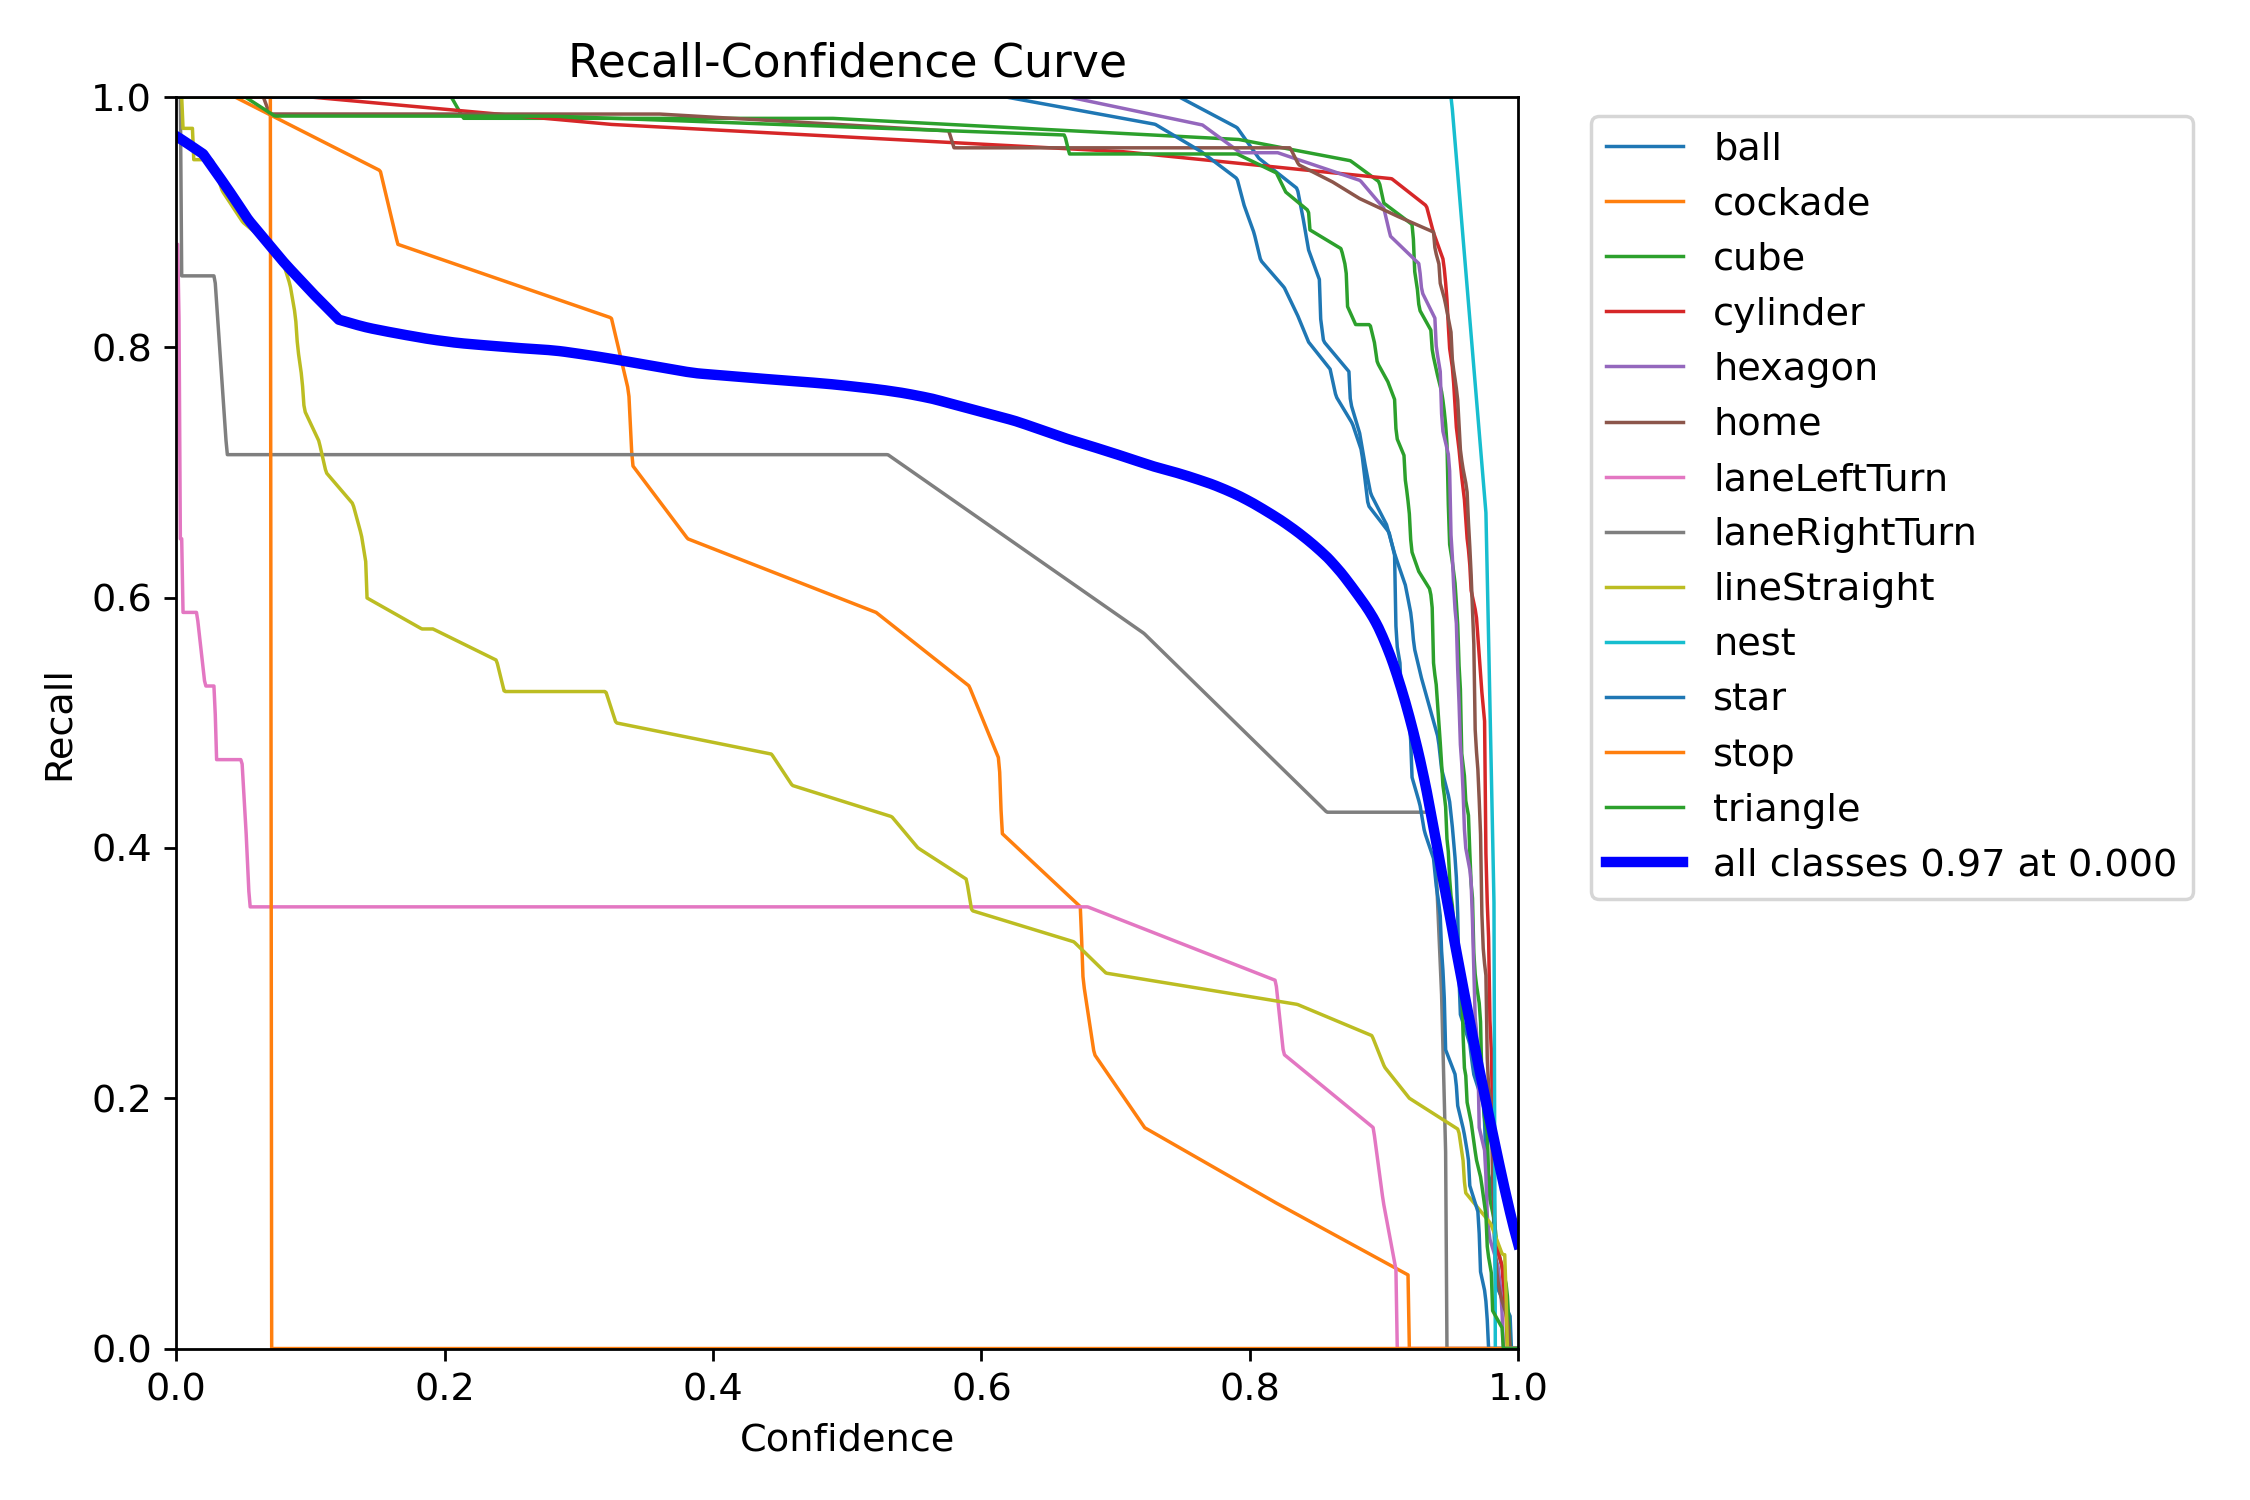 Recall-Confidence Curve
1.0
0.8
0.6
0.4
0.2
0.0
Recall
0.0 0.2 0.4 0.6 0.8 1.0
Confidence
ball
cockade
cube
cylinder
hexagon
home
laneLeftTurn
laneRightTurn
lineStraight
nest
star
stop
triangle
all classes 0.97 at 0.000